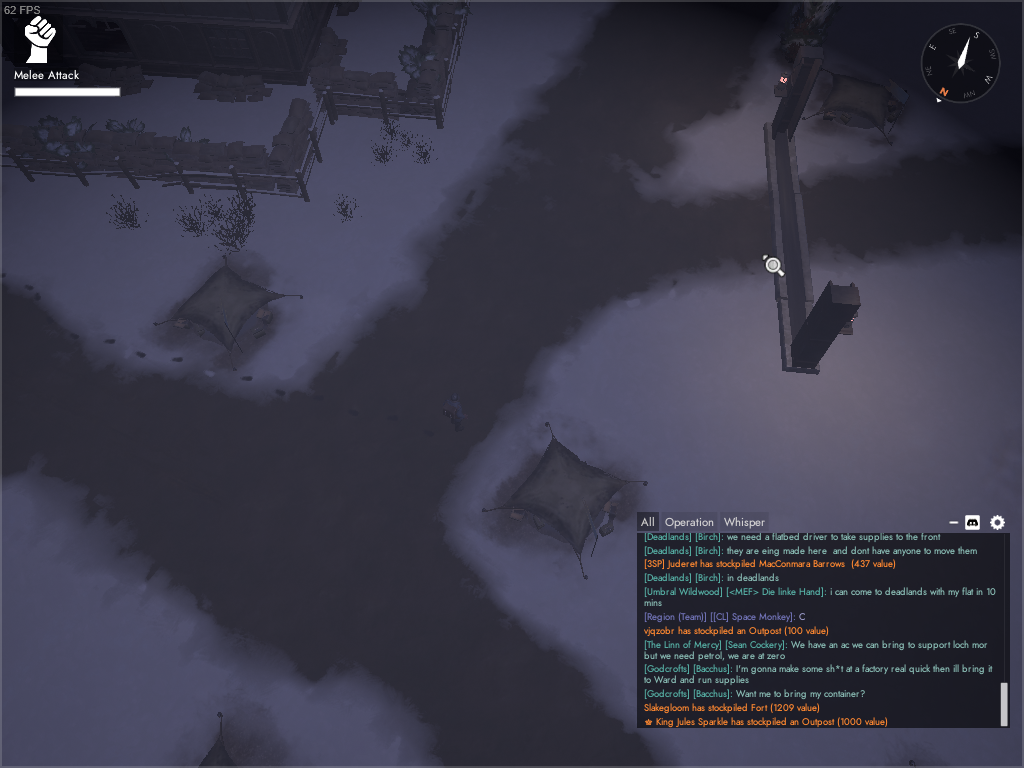 62 FPS
Melee Attack
SE S SW
E W
NE N NW
All Operation Whisper
[Deadlands] [Birch]: we need a flatbed driver to take supplies to the front
[Deadlands] [Birch]: they are eing made here and dont have anyone to move them
[3SP] Juderet has stockpiled MacConmara Barrows (437 value)
[Deadlands] [Birch]: in deadlands
[Umbral Wildwood] [<MEF> Die linke Hand]: i can come to deadlands with my flat in 10
mins
[Region (Team)] [[CL] Space Monkey]: C
vjqzobr has stockpiled an Outpost (100 value)
[The Linn of Mercy] [Sean Cockery]: We have an ac we can bring to support loch mor
but we need petrol, we are at zero
[Godcrofts] [Bacchus]: I'm gonna make some sh*t at a factory real quick then ill bring it
to Ward and run supplies
[Godcrofts] [Bacchus]: Want me to bring my container?
Slakegloom has stockpiled Fort (1209 value)
King Jules Sparkle has stockpiled an Outpost (1000 value)